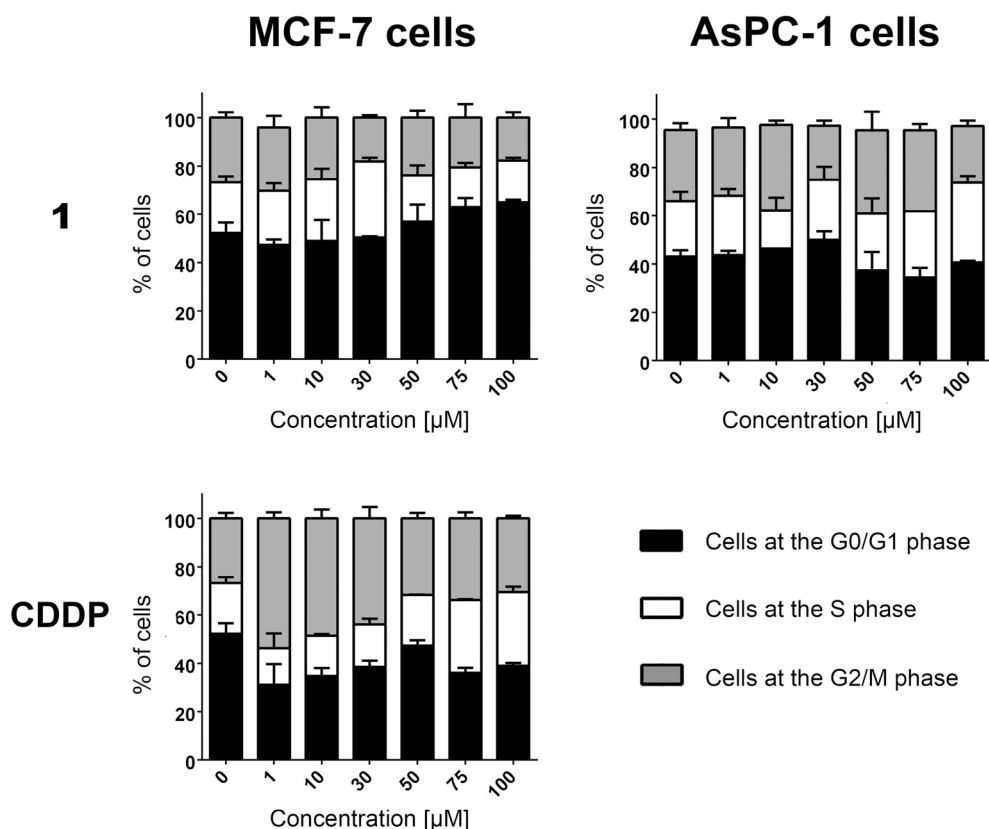 MCF-7 cells
AsPC-1 cells
1
% of cells
100
80
60
40
20
0
0 1 10 30 50 75 100
Concentration [µM]
% of cells
100
80
60
40
20
0
0 1 10 30 50 75 100
Concentration [µM]
CDDP
% of cells
100
80
60
40
20
0
0 1 10 30 50 75 100
Concentration [µM]
Cells at the G0/G1 phase
Cells at the S phase
Cells at the G2/M phase